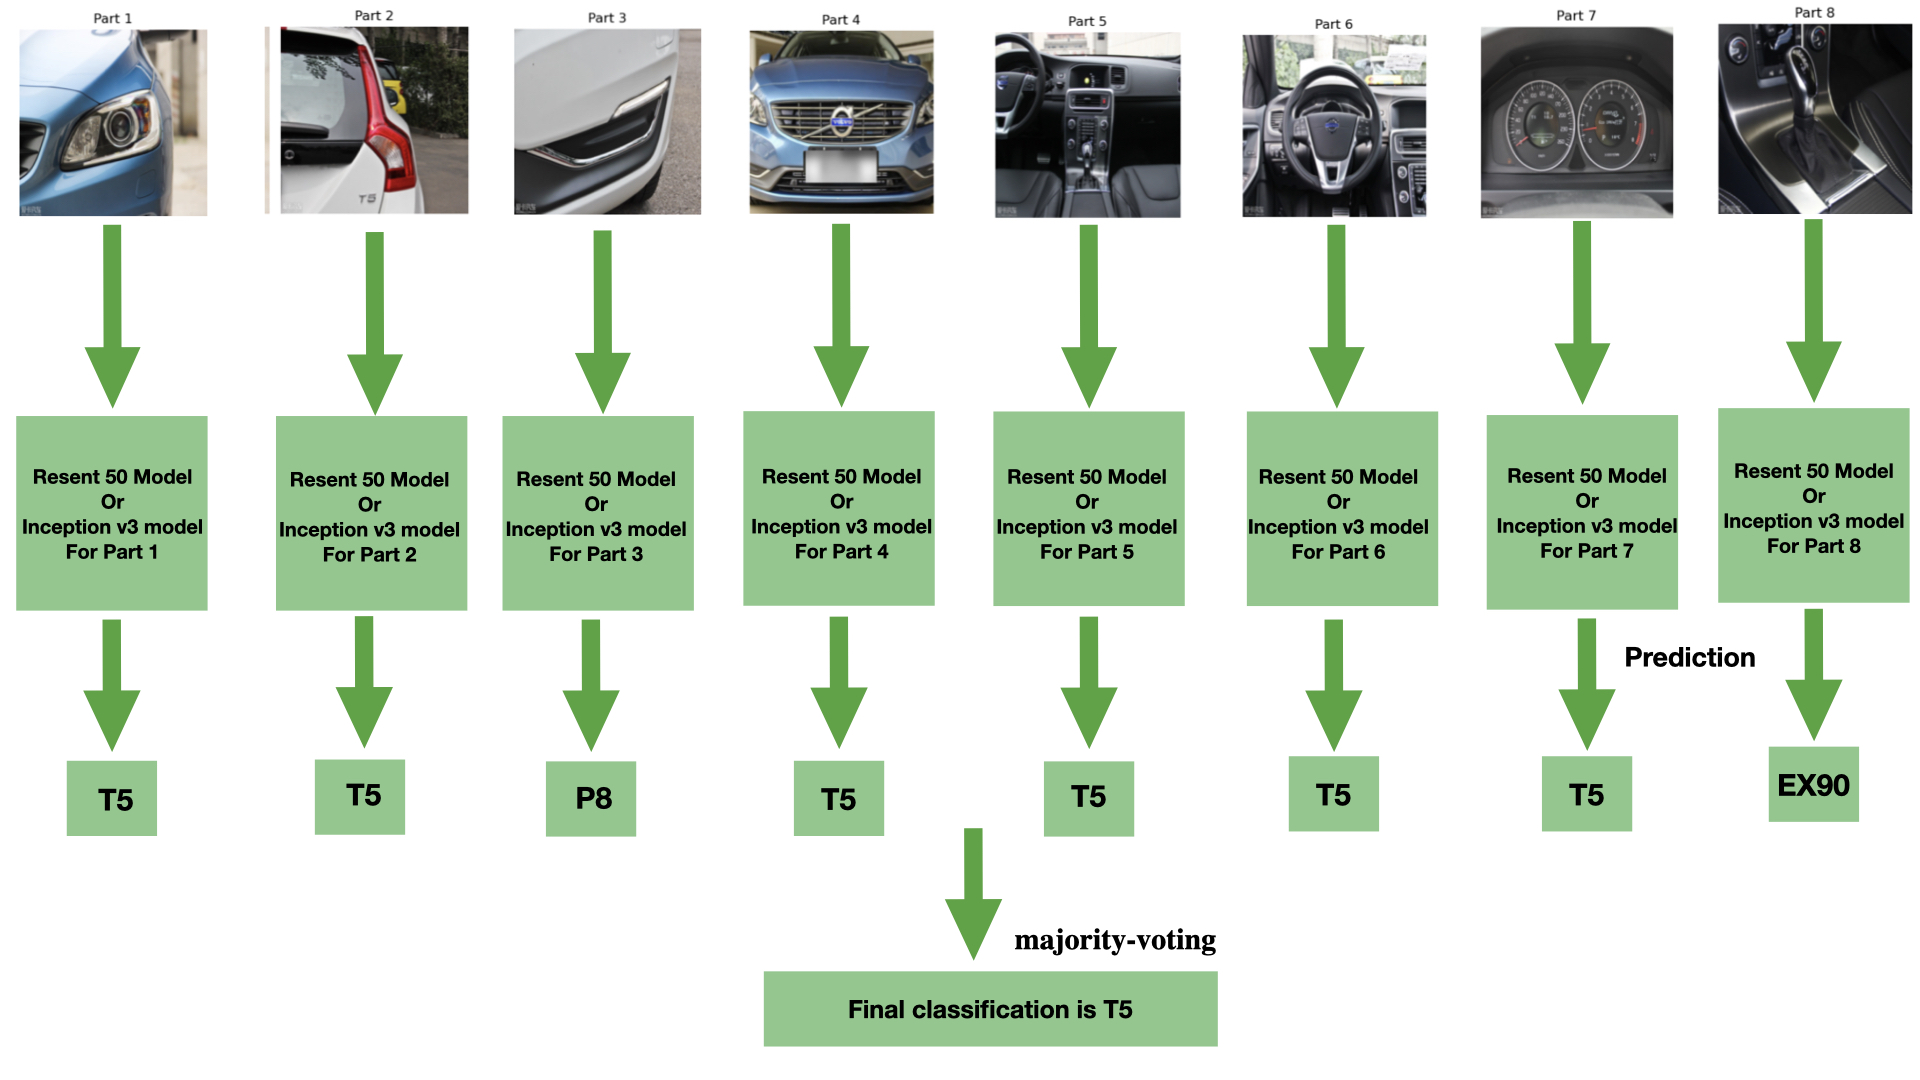 Part 1
Part 2
Part 3
Part 4
Part 5
Part 6
Part 7
Part 8
T5
VOLVO
Resent 50 Model
Or
Inception v3 model
For Part 1
Resent 50 Model
Or
Inception v3 model
For Part 2
Resent 50 Model
Or
Inception v3 model
For Part 3
Resent 50 Model
Or
Inception v3 model
For Part 4
Resent 50 Model
Or
Inception v3 model
For Part 5
Resent 50 Model
Or
Inception v3 model
For Part 6
Resent 50 Model
Or
Inception v3 model
For Part 7
Resent 50 Model
Or
Inception v3 model
For Part 8
Prediction
T5
T5
P8
T5
T5
T5
T5
EX90
majority-voting
Final classification is T5